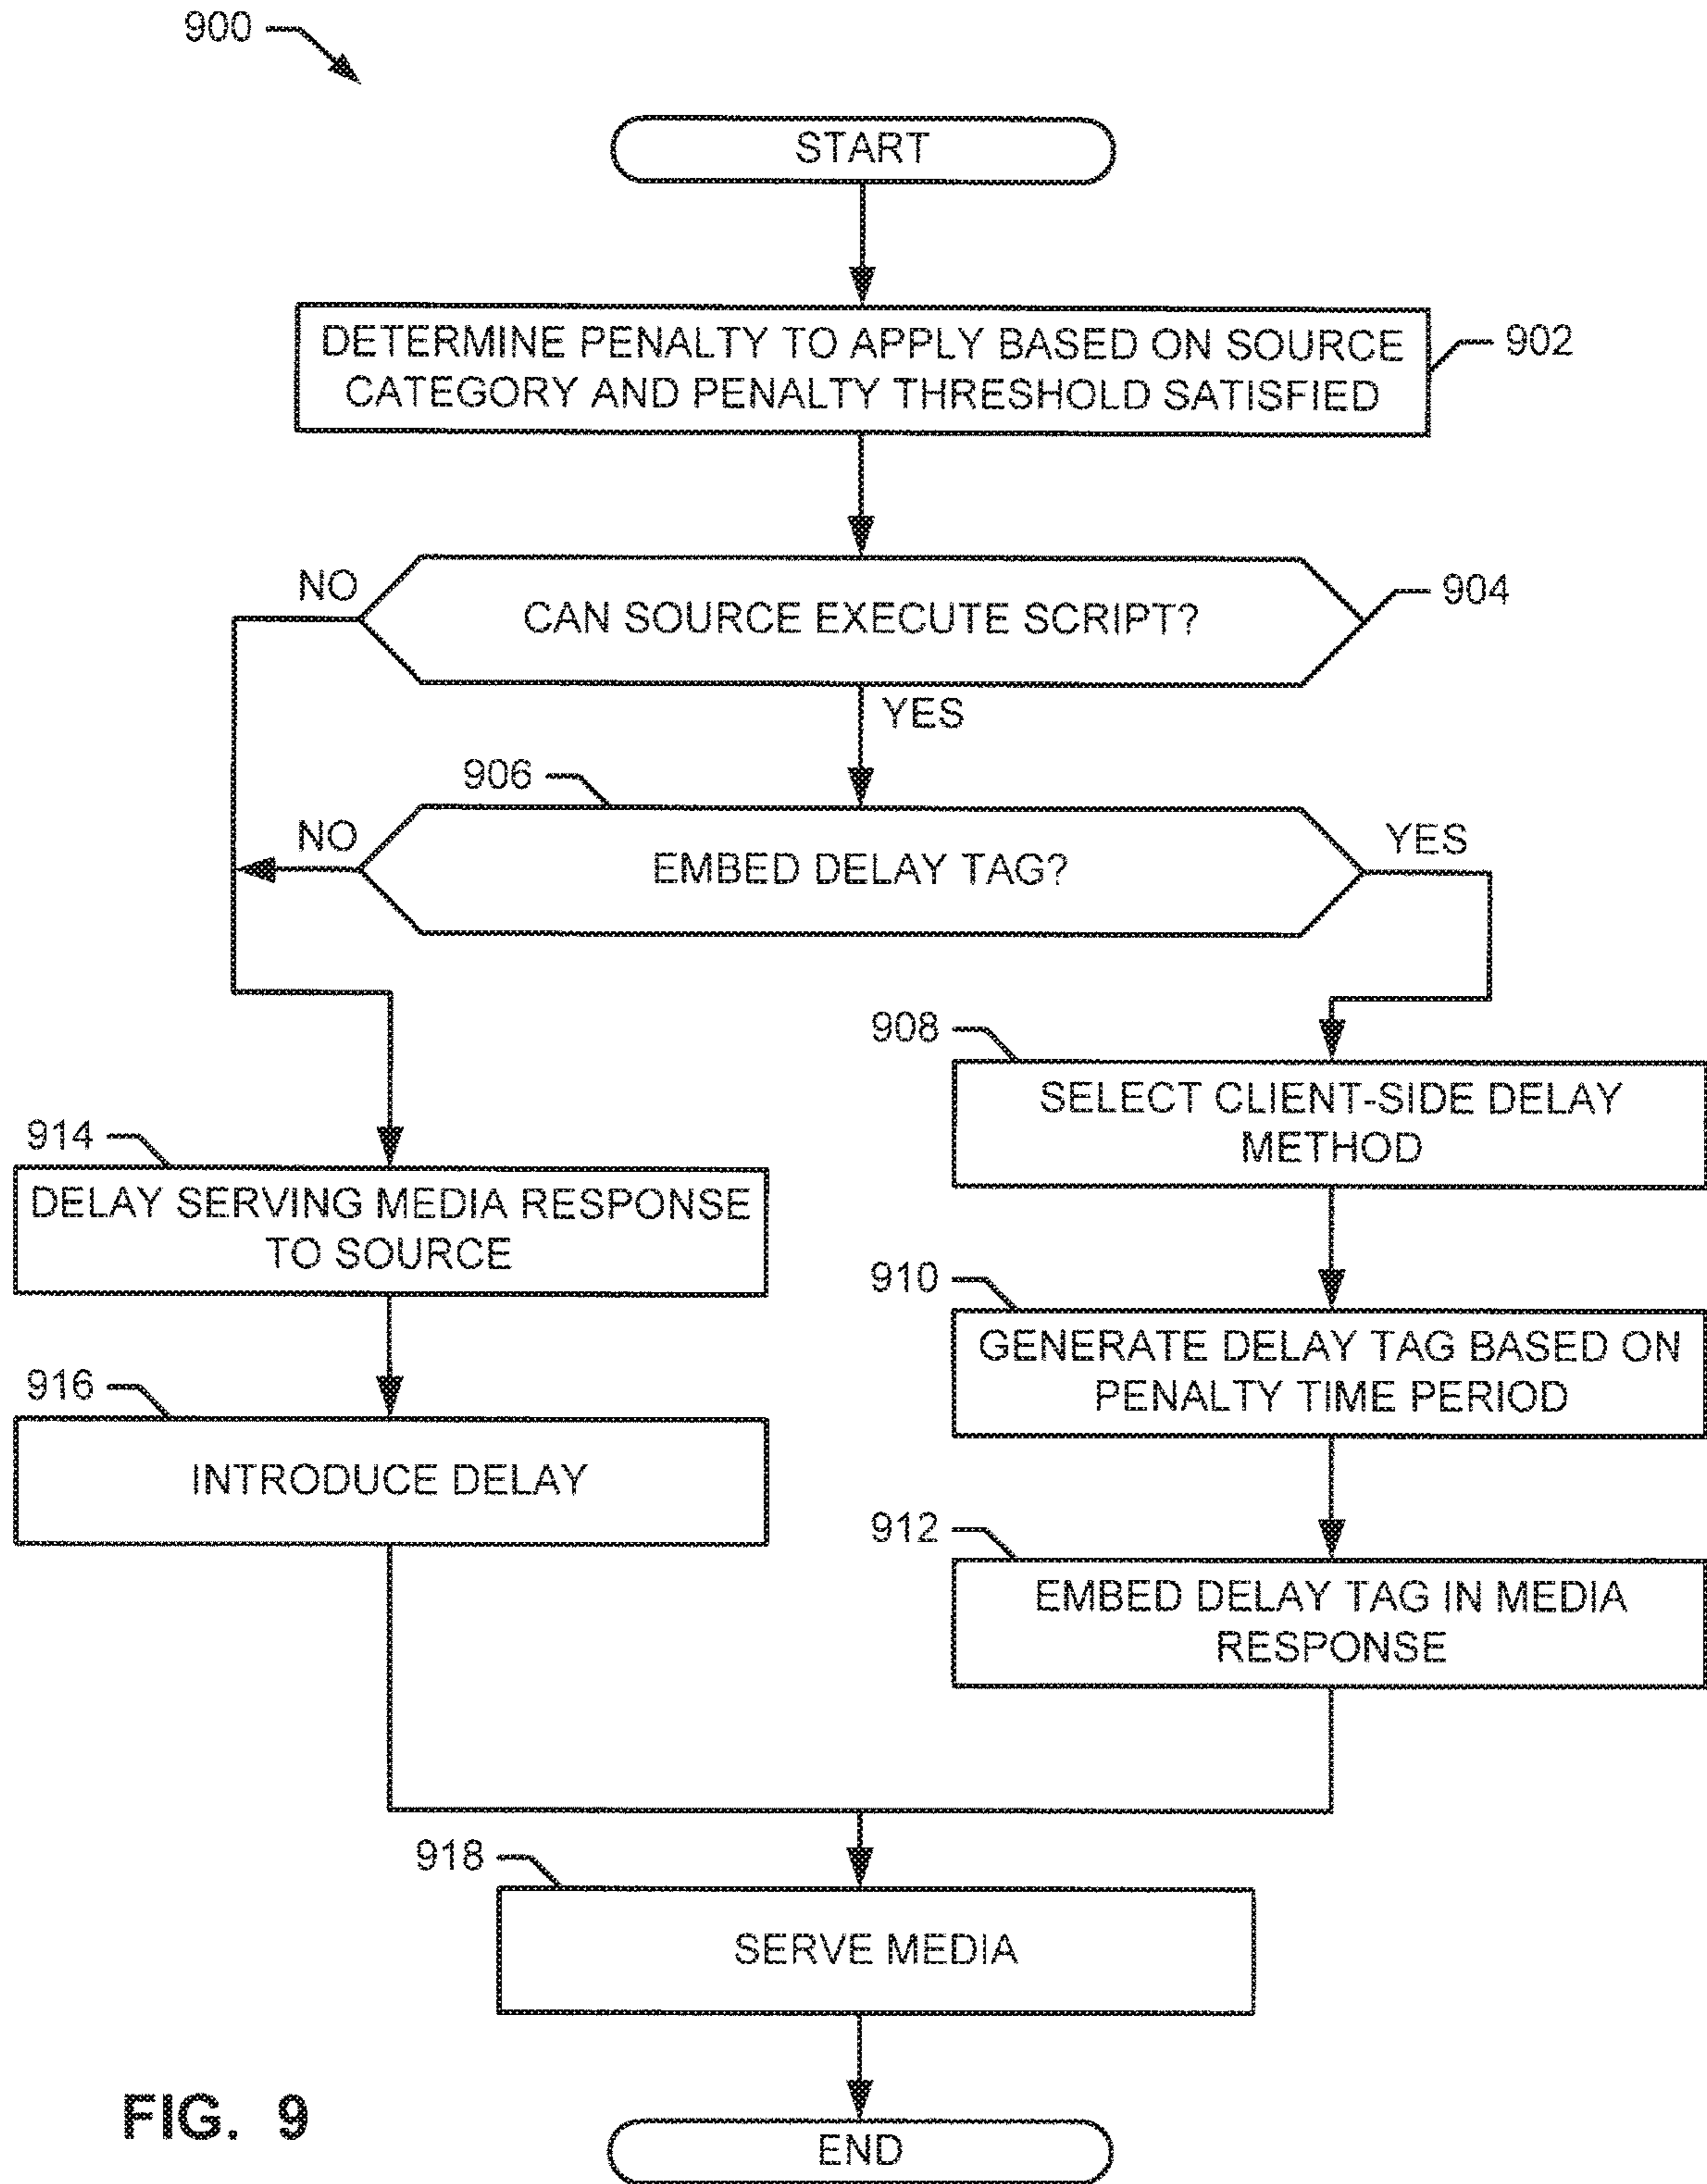 900
START
DETERMINE PENALTY TO APPLY BASED ON SOURCE
CATEGORY AND PENALTY THRESHOLD SATISFIED
902
NO
CAN SOURCE EXECUTE SCRIPT?
904
YES
906
NO
EMBED DELAY TAG?
YES
908
SELECT CLIENT-SIDE DELAY
METHOD
914
DELAY SERVING MEDIA RESPONSE
TO SOURCE
910
GENERATE DELAY TAG BASED ON
PENALTY TIME PERIOD
916
INTRODUCE DELAY
912
EMBED DELAY TAG IN MEDIA
RESPONSE
918
SERVE MEDIA
END
FIG. 9